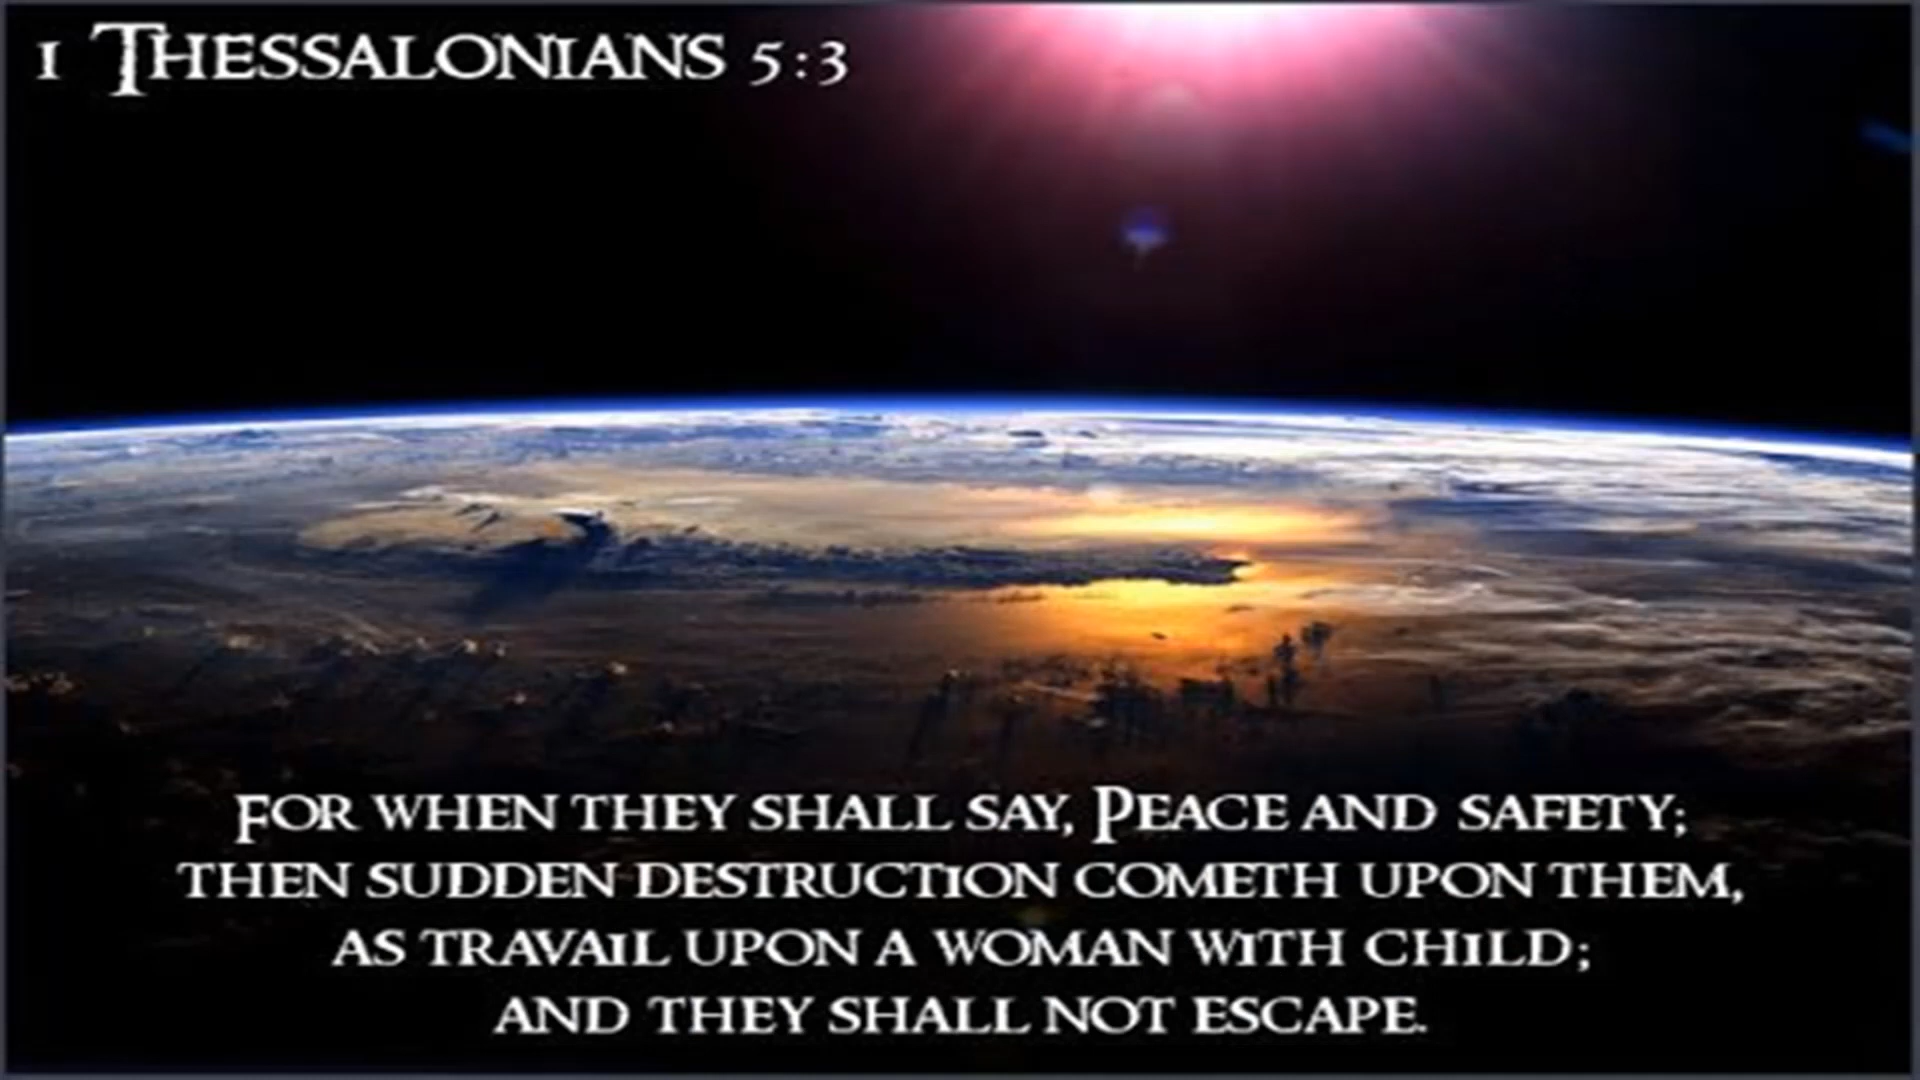 1 Thessalonians 5:3
For when they shall say, Peace and safety;
then sudden destruction cometh upon them,
as travail upon a woman with child;
and they shall not escape.